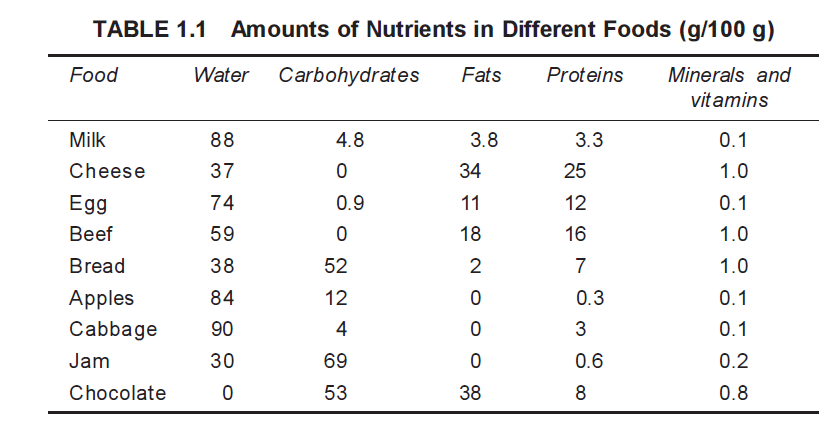 TABLE 1.1 Amounts of Nutrients in Different Foods (g/100 g)
Food Water Carbohydrates Fats Proteins Minerals and
vitamins
Milk 88 4.8 3.8 3.3 0.1
Cheese 37 0 34 25 1.0
Egg 74 0.9 11 12 0.1
Beef 59 0 18 16 1.0
Bread 38 52 2 7 1.0
Apples 84 12 0 0.3 0.1
Cabbage 90 4 0 3 0.1
Jam 30 69 0 0.6 0.2
Chocolate 0 53 38 8 0.8